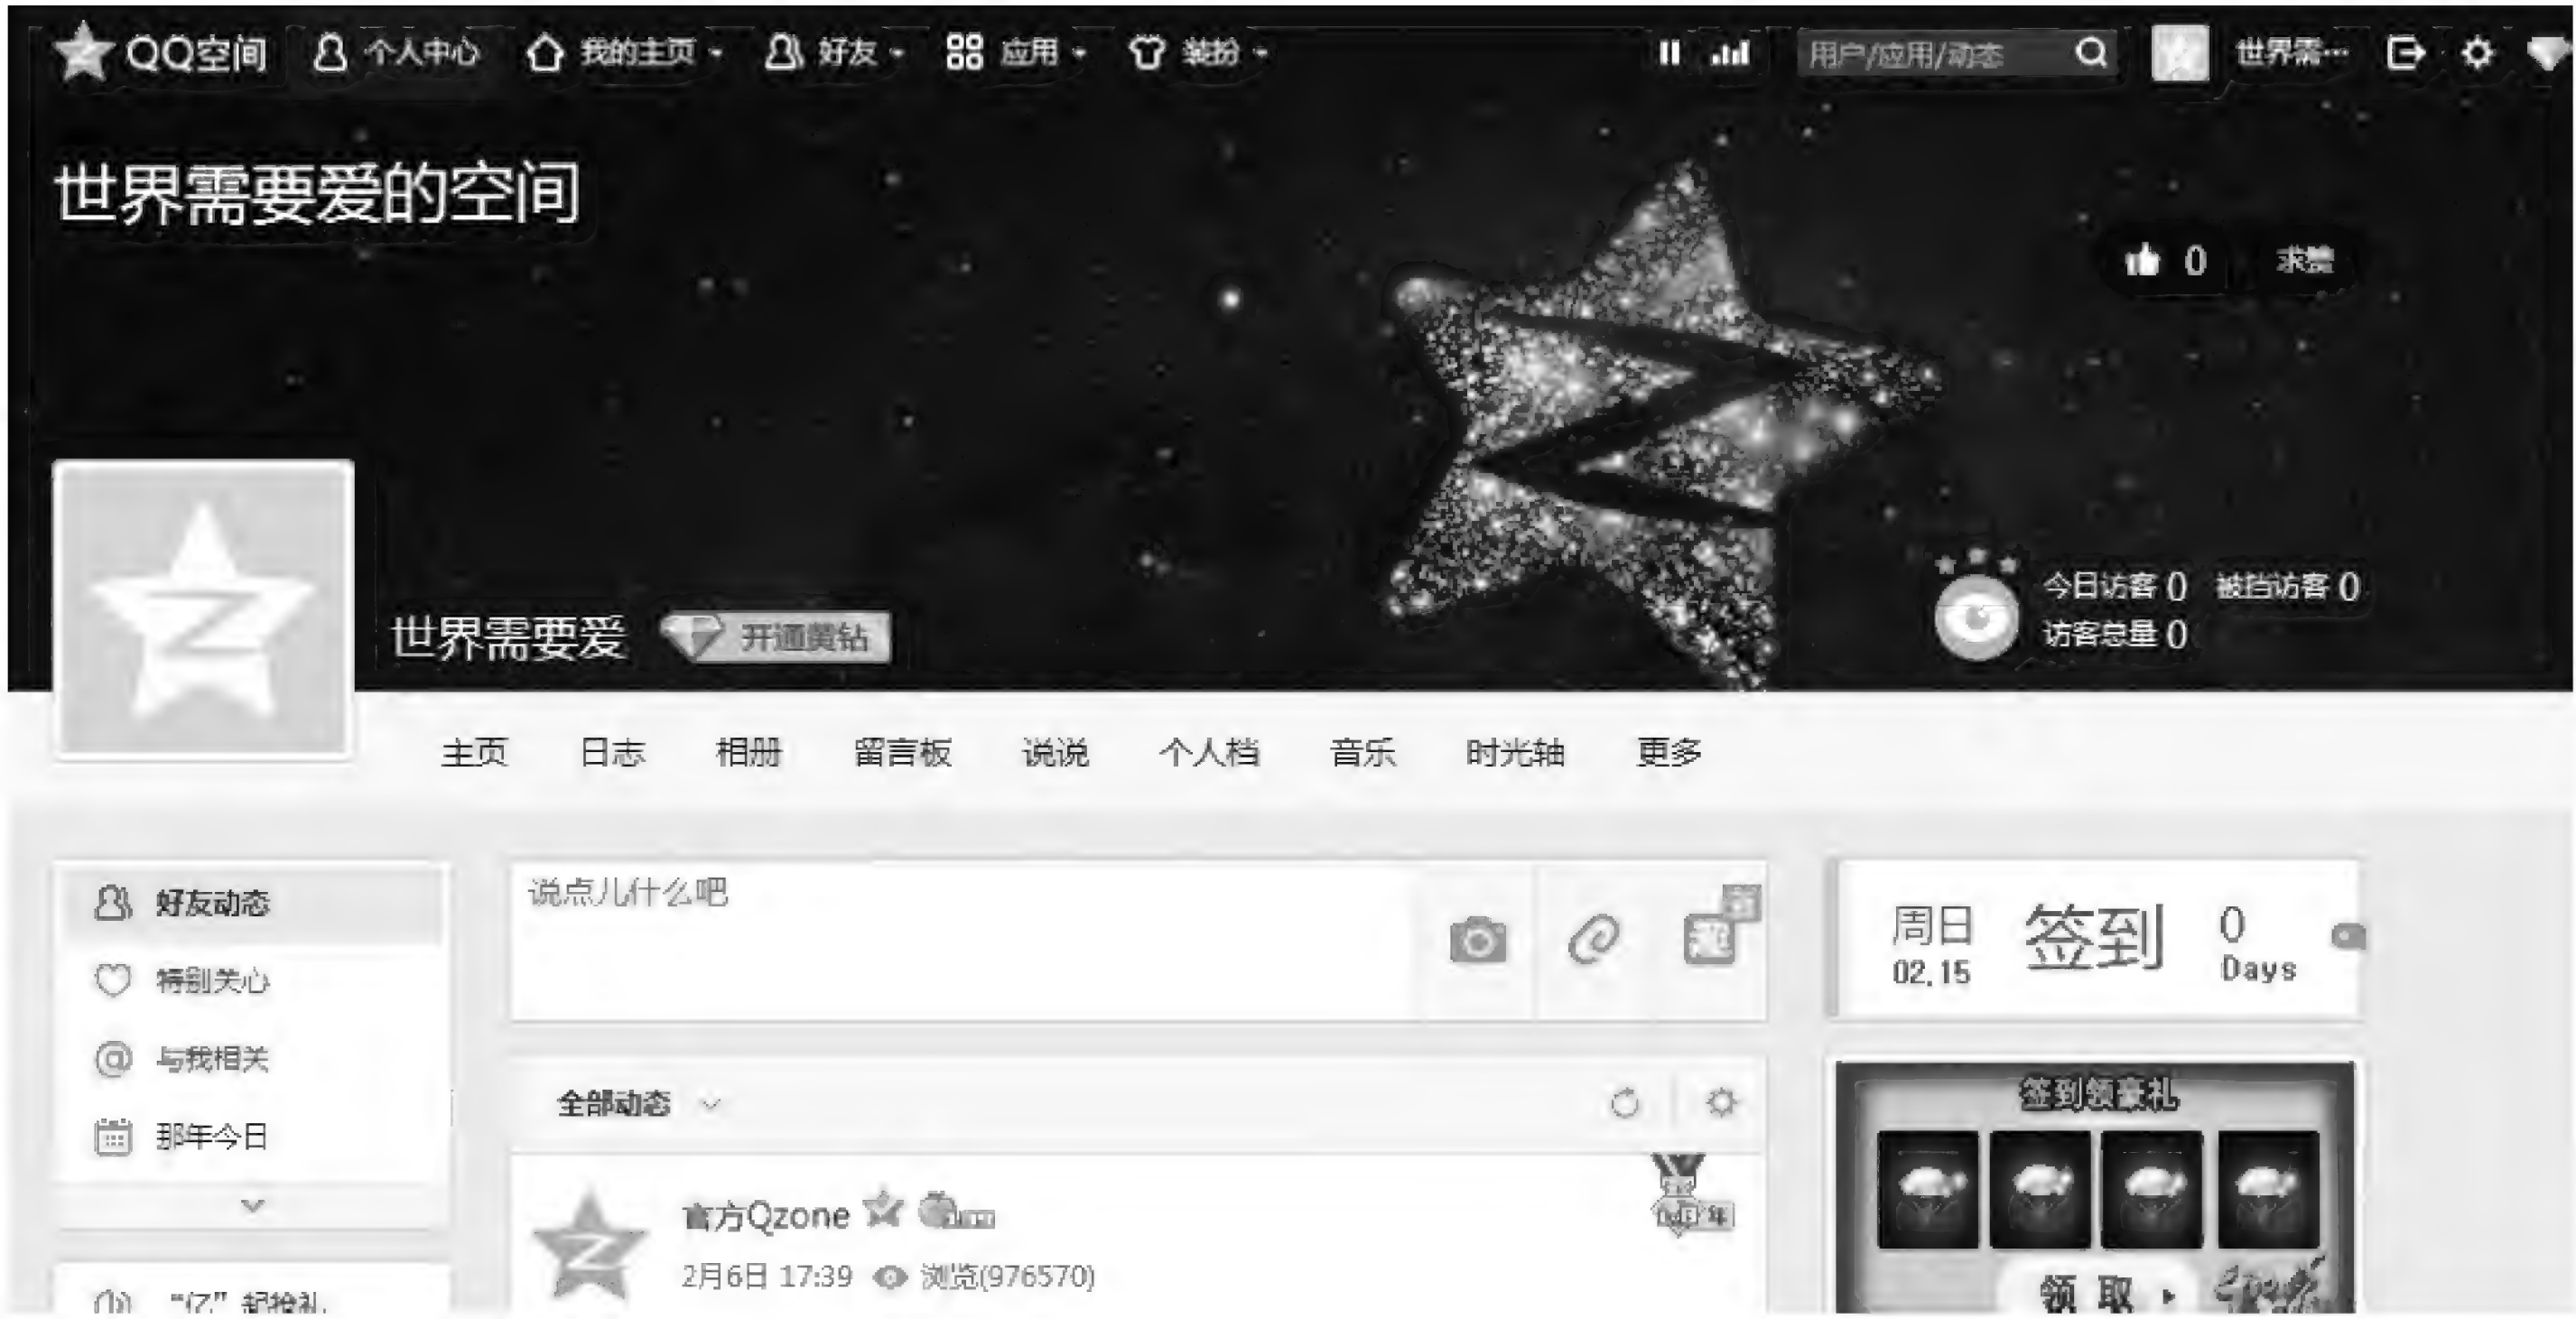 QQ空间 个人中心 我的主页 好友 应用 装扮 用户/应用/动态 世界需…
世界需要爱的空间
0 求赞
今日访客 0 被挡访客 0
访客总量 0
世界需要爱 开通黄钻
主页 日志 相册 留言板 说说 个人档 音乐 时光轴 更多
好友动态
特别关心
与我相关
那年今日
说点儿什么吧
周日 签到 0
02.15 Days
全部动态
官方Qzone
2月6日 17:39 浏览(976570)
签到领豪礼
领 取